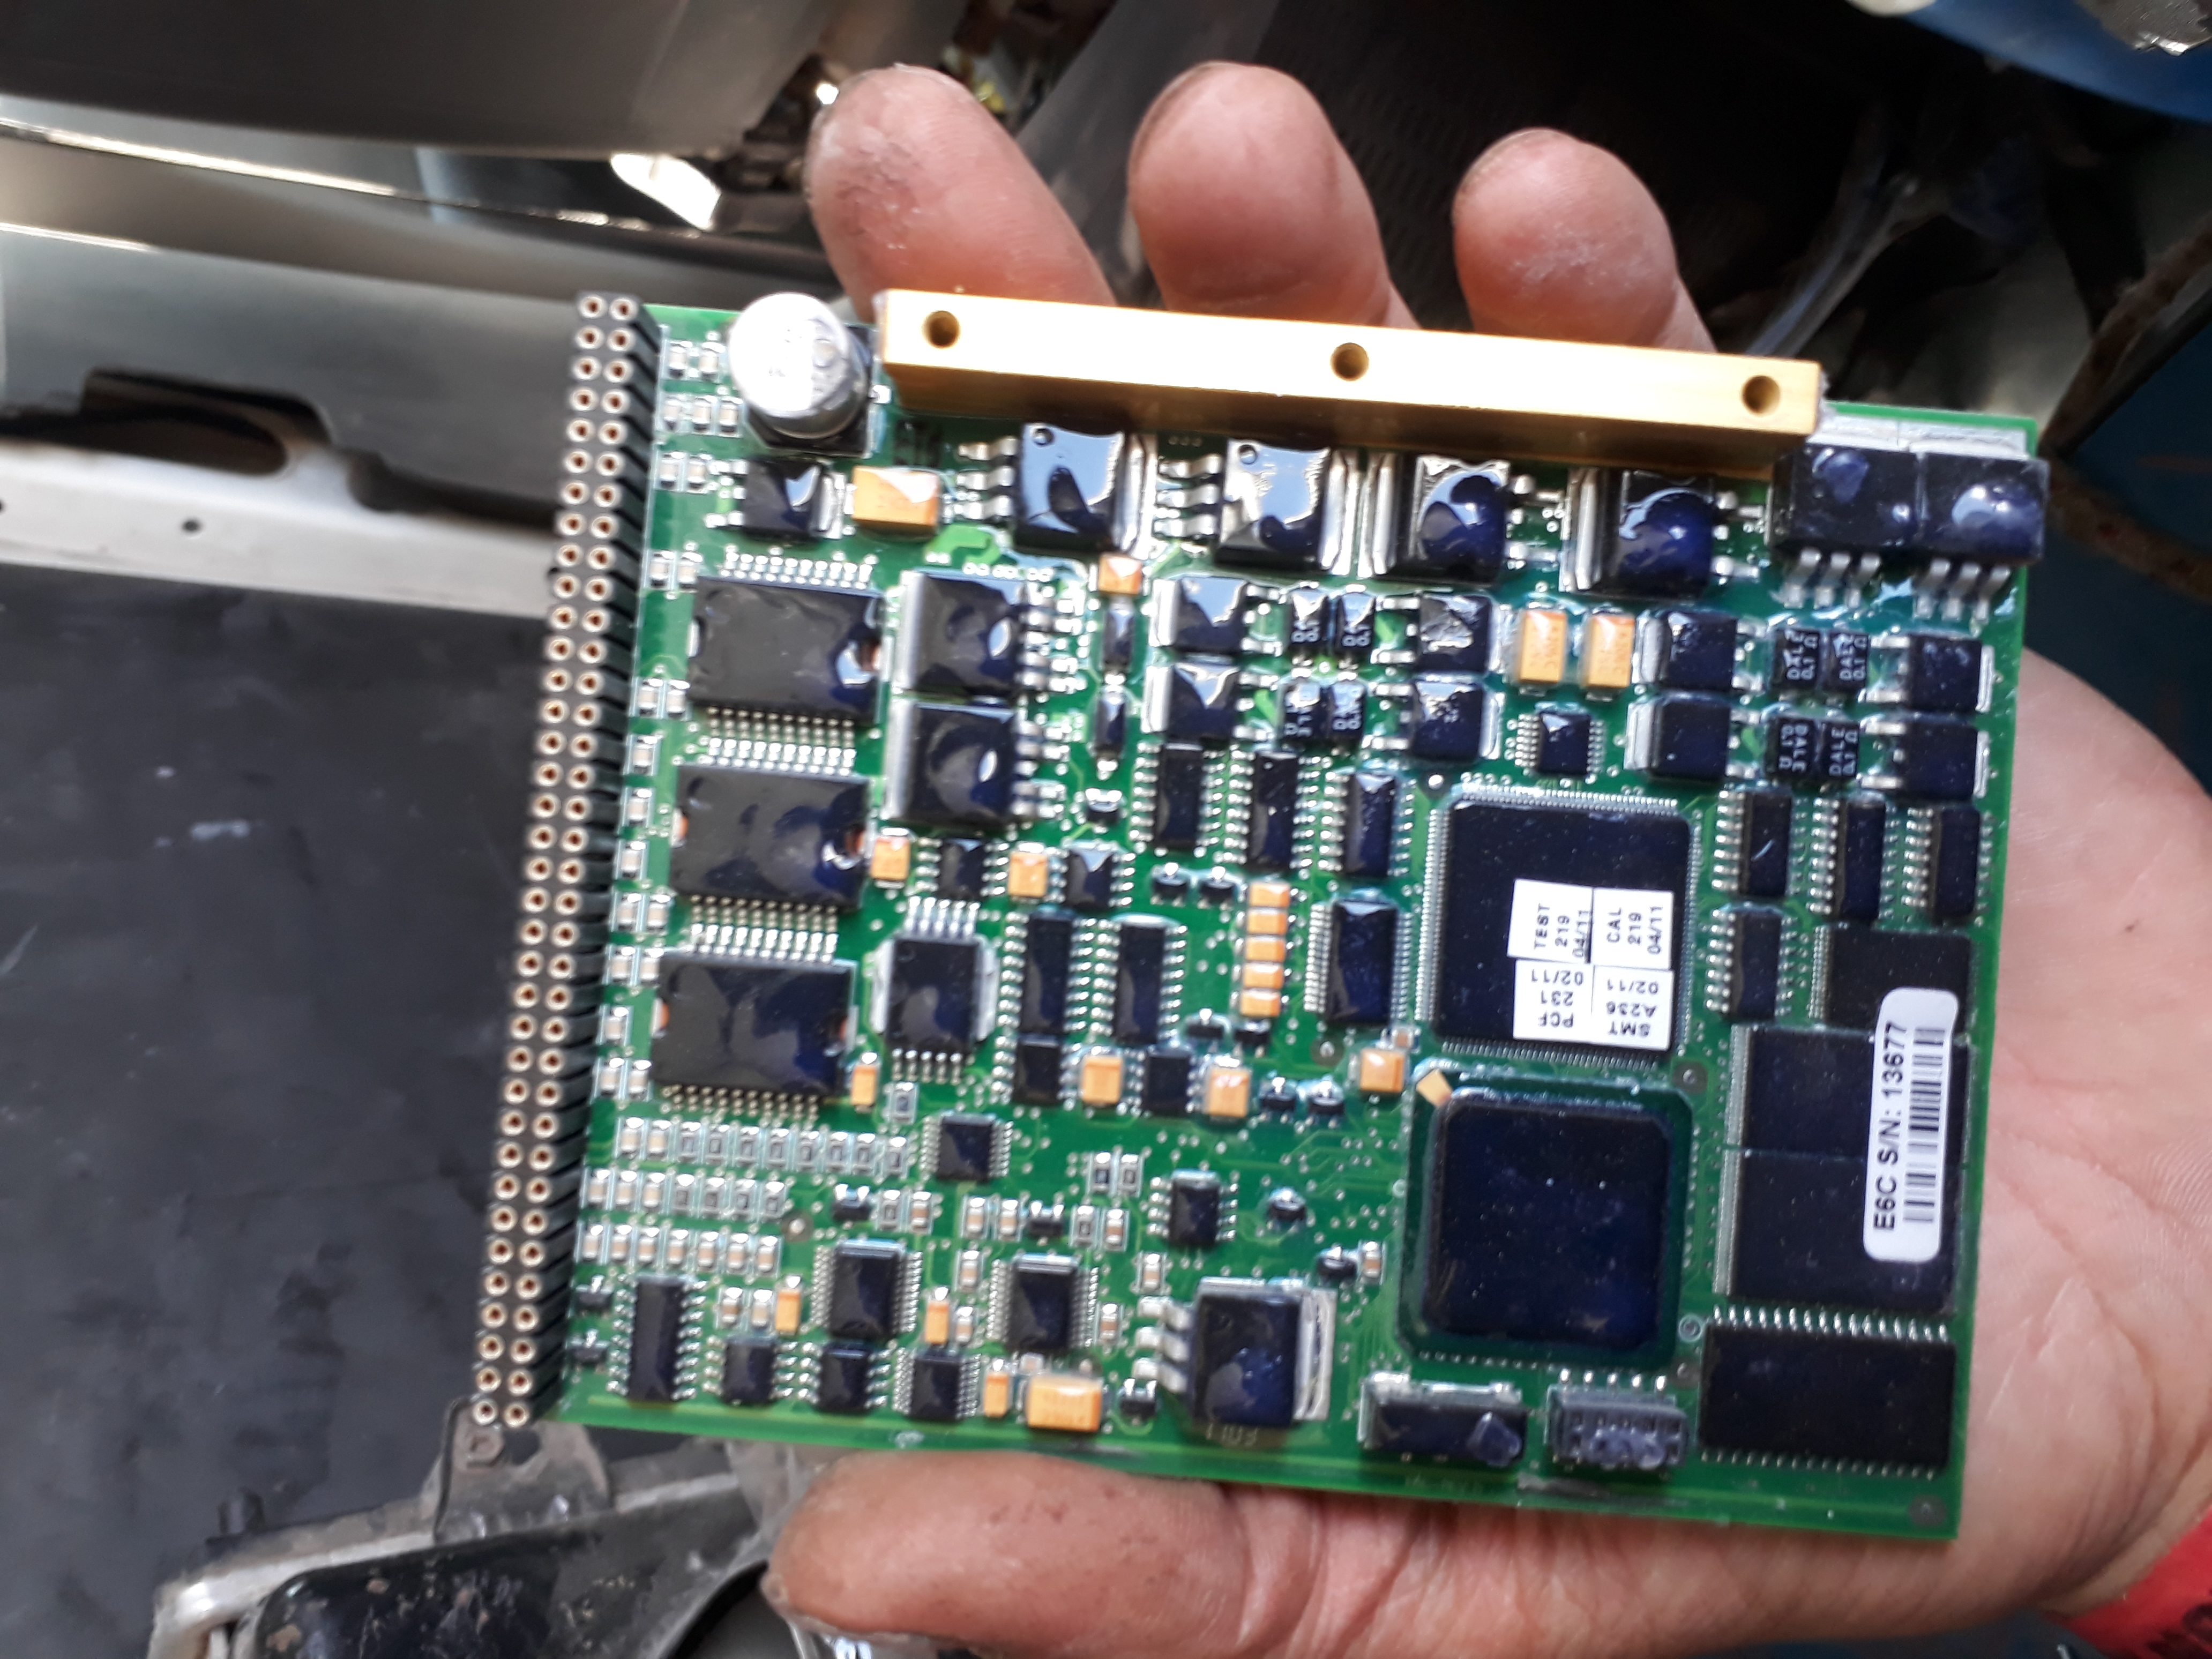 PCF
231
02/11
TEST
219
04/11
SMT
A236
02/11
CAL
219
04/11
DALE
0.1 Ω
DALE
0.1 Ω
DALE
0.1 Ω
DALE
0.1 Ω
E6C S/N: 13677